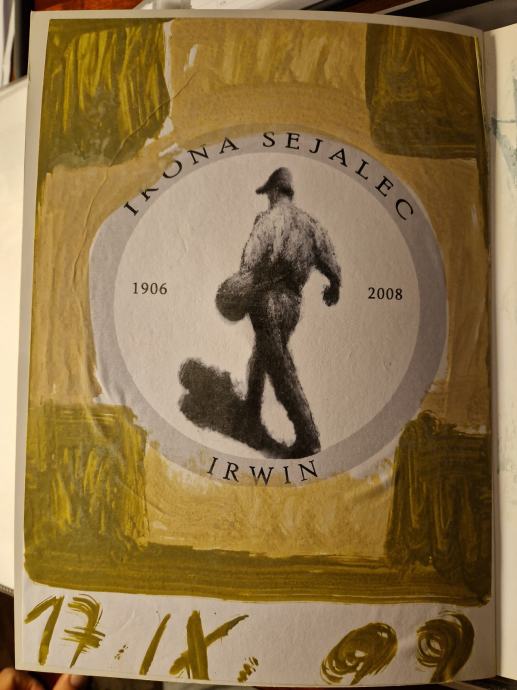 IKONA SEJALEC
1906
2008
IRWIN
17. IX. 09